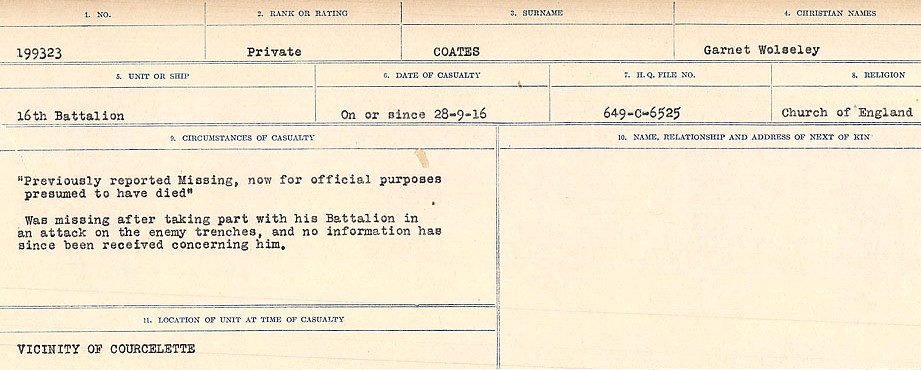 1. NO.
2. RANK OR RATING
3. SURNAME
4. CHRISTIAN NAMES
199323
Private
COATES
Garnet Wolseley
5. UNIT OR SHIP
6. DATE OF CASUALTY
7. H.Q. FILE NO.
8. RELIGION
16th Battalion
On or since 28-9-16
649-C-6525
Church of England
9. CIRCUMSTANCES OF CASUALTY
10. NAME, RELATIONSHIP AND ADDRESS OF NEXT OF KIN
"Previously reported Missing, now for official purposes
presumed to have died"
Was missing after taking part with his Battalion in
an attack on the enemy trenches, and no information has
since been received concerning him.
11. LOCATION OF UNIT AT TIME OF CASUALTY
VICINITY OF COURCELETTE